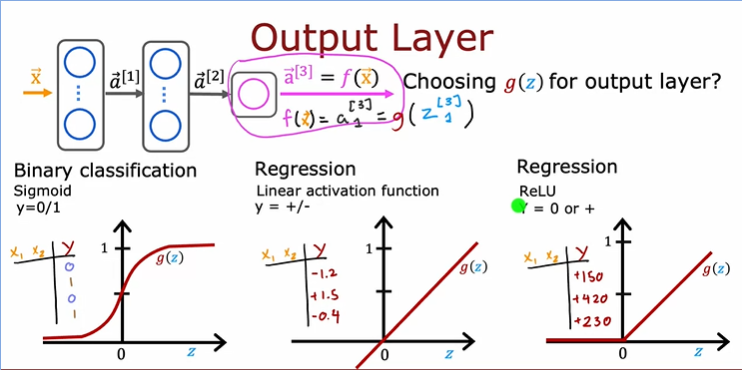 Output Layer
x⃗ a⃗[1] a⃗[2] a⃗[3] = f(x⃗) Choosing g(z) for output layer?
f(x⃗) = a₁[3] = g(z₁[3])
Binary classification
Sigmoid
y=0/1
x₁ x₂ y
0
1
0
1
1
g(z)
0
z
Regression
Linear activation function
y = +/-
x₁ x₂ y
-1.2
+1.5
-0.4
1
g(z)
0
z
Regression
ReLU
Y = 0 or +
x₁ x₂ y
+150
+420
+230
1
g(z)
0
z